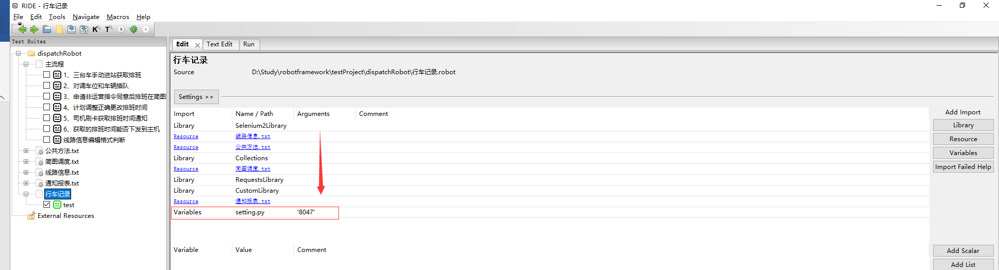 RIDE - 行车记录
File Edit Tools Navigate Macros Help
Test Suites
dispatchRobot
主流程
1、三台车手动进站获取排班
2、对调车位和车辆插队
3、申请非运营指令同意后排班在简图
4、计划调整正确更改排班时间
5、司机刷卡获取排班时间通知
6、获取的排班时间能否下发到主机
线路信息编辑格式判断
公共方法.txt
简图调度.txt
线路信息.txt
通知报表.txt
行车记录
test
External Resources
Edit Text Edit Run
行车记录
Source D:\Study\robotframework\testProject\dispatchRobot\行车记录.robot
Settings >>
Import Name / Path Arguments Comment
Library Selenium2Library
Resource 线路信息.txt
Resource 公共方法.txt
Library Collections
Resource 简图调度.txt
Library RequestsLibrary
Library CustomLibrary
Resource 通知报表.txt
Variables setting.py '8047'
Variable Value Comment
Add Import
Library
Resource
Variables
Import Failed Help
Add Scalar
Add List